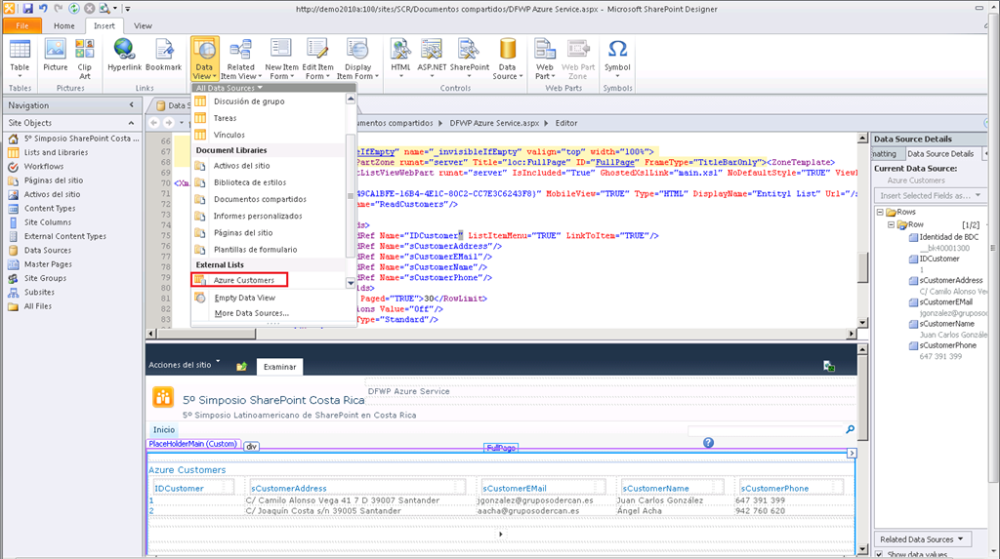 http://demo2010a:100/sites/SCR/Documentos compartidos/DFWP Azure Service.aspx - Microsoft SharePoint Designer
File Home Insert View
Table Picture Clip Art Hyperlink Bookmark Data View Related Item View New Item Form Edit Item Form Display Item Form HTML ASP.NET SharePoint Data Source Web Part Web Part Zone Symbol
Tables Pictures Links Controls Web Parts Symbols
All Data Sources
Discusión de grupo
Tareas
Vínculos
Document Libraries
Activos del sitio
Biblioteca de estilos
Documentos compartidos
Informes personalizados
Páginas del sitio
Plantillas de formulario
External Lists
Azure Customers
Empty Data View
More Data Sources...
Navigation
Site Objects
5º Simposio SharePoint Costa ...
Lists and Libraries
Workflows
Páginas del sitio
Activos del sitio
Content Types
Site Columns
External Content Types
Data Sources
Master Pages
Site Groups
Subsites
All Files
Data S
umentos compartidos DFWP Azure Service.aspx Editor
66
67 eIfEmpty" name="_invisibleIfEmpty" valign="top" width="100%">
68 PartZone runat="server" Title="loc:FullPage" ID="FullPage" FrameType="TitleBarOnly"><ZoneTemplate>
69 <Xm tListViewWebPart runat="server" IsIncluded="True" GhostedXslLink="main.xsl" NoDefaultStyle="TRUE" View
70
71 49CA1BFE-16B4-4E1C-80C2-CC7E3C6243F8}" MobileView="TRUE" Type="HTML" DisplayName="Entity1 List" Url="/s
72 ame="ReadCustomers"/>
73
74 ds>
75 dRef Name="IDCustomer" ListItemMenu="TRUE" LinkToItem="TRUE"/>
76 dRef Name="sCustomerAddress"/>
77 dRef Name="sCustomerEMail"/>
78 dRef Name="sCustomerName"/>
79 dRef Name="sCustomerPhone"/>
80 lds>
81 Paged="TRUE">30</RowLimit>
82 ions Value="Off"/>
83 Type="Standard"/>
Acciones del sitio Examinar
5º Simposio SharePoint Costa Rica
DFWP Azure Service
5º Simposio Latinoamericano de SharePoint en Costa Rica
Inicio
PlaceHolderMain (Custom) div FullPage
Azure Customers
IDCustomer sCustomerAddress sCustomerEMail sCustomerName sCustomerPhone
1 C/ Camilo Alonso Vega 41 7 D 39007 Santander jgonzalez@gruposodercan.es Juan Carlos González 647 391 399
2 C/ Joaquín Costa s/n 39005 Santander aacha@gruposodercan.es Ángel Acha 942 760 620
Data Source Details
matting Data Source Details
Current Data Source:
Azure Customers
Insert Selected Fields as...
Rows
Row [1/2]
Identidad de BDC
__bk40001300
IDCustomer
1
sCustomerAddress
C/ Camilo Alonso Ve
sCustomerEMail
jgonzalez@gruposod
sCustomerName
Juan Carlos Gonzále
sCustomerPhone
647 391 399
Related Data Sources
Show data values